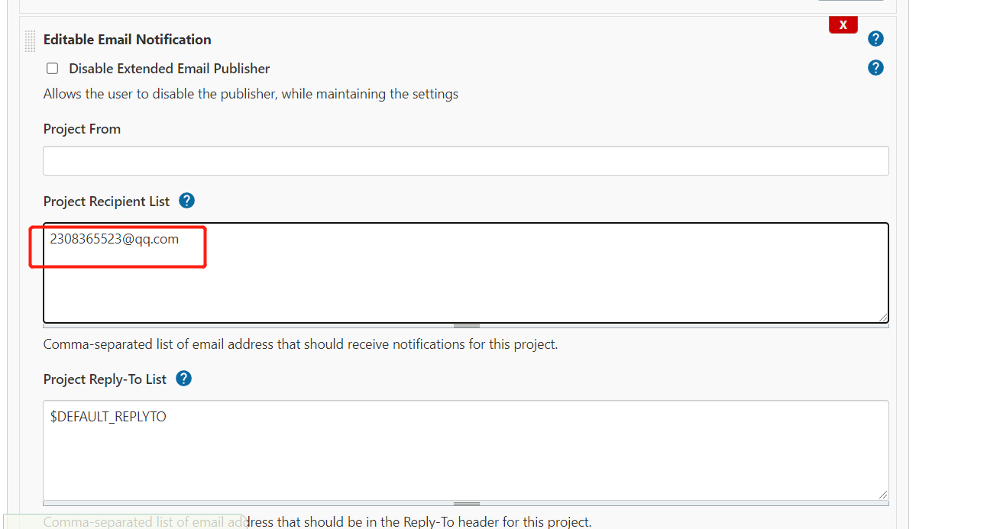 X
Editable Email Notification
?
Disable Extended Email Publisher
?
Allows the user to disable the publisher, while maintaining the settings
Project From
Project Recipient List ?
2308365523@qq.com
Comma-separated list of email address that should receive notifications for this project.
Project Reply-To List ?
$DEFAULT_REPLYTO
Comma-separated list of email address that should be in the Reply-To header for this project.